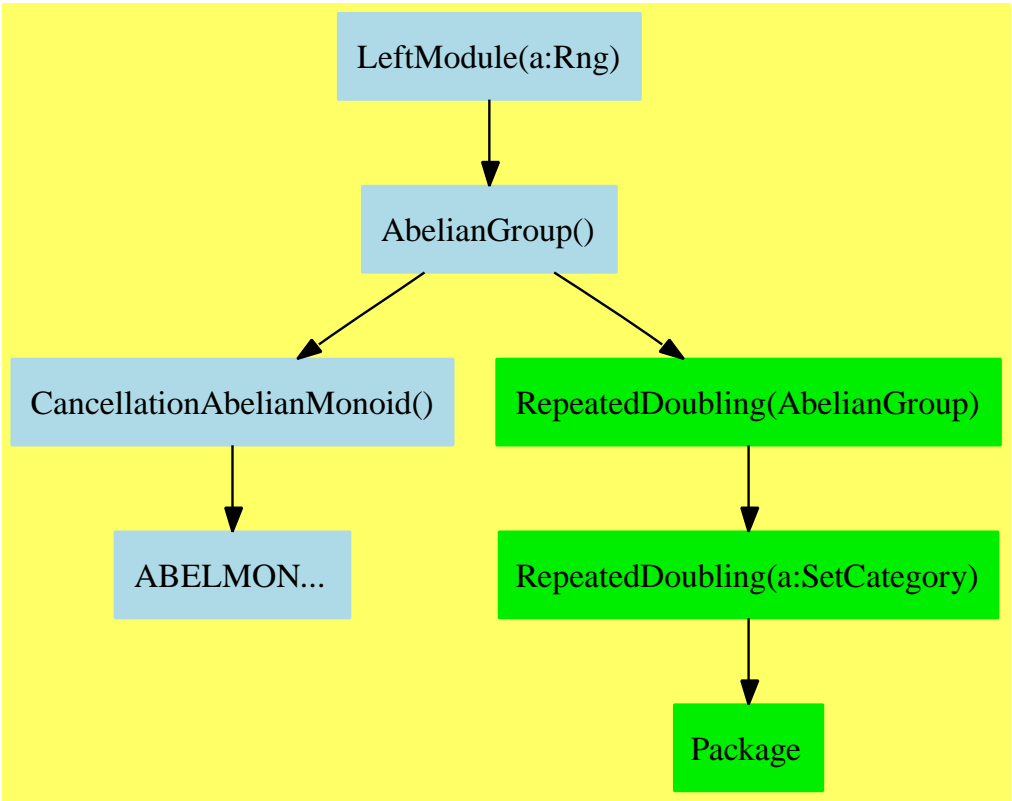 LeftModule(a:Rng)
AbelianGroup()
CancellationAbelianMonoid()
RepeatedDoubling(AbelianGroup)
ABELMON...
RepeatedDoubling(a:SetCategory)
Package